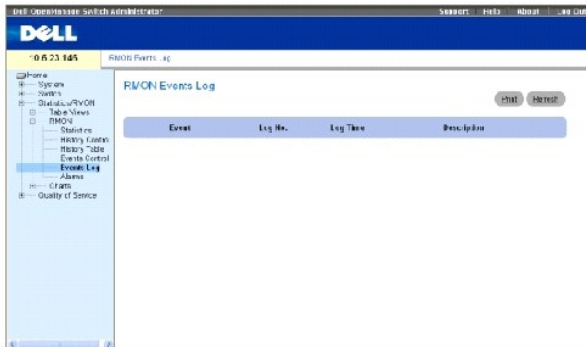 Dell OpenManage Switch Administrator
Support Help About Log Out
DELL
10.6.23.145
RMON Events Log
Home
System
Switch
Statistics/RMON
Table Views
RMON
Statistics
History Control
History Table
Events Control
Events Log
Alarms
Charts
Quality of Service
RMON Events Log
Print Refresh
Event Log No. Log Time Description